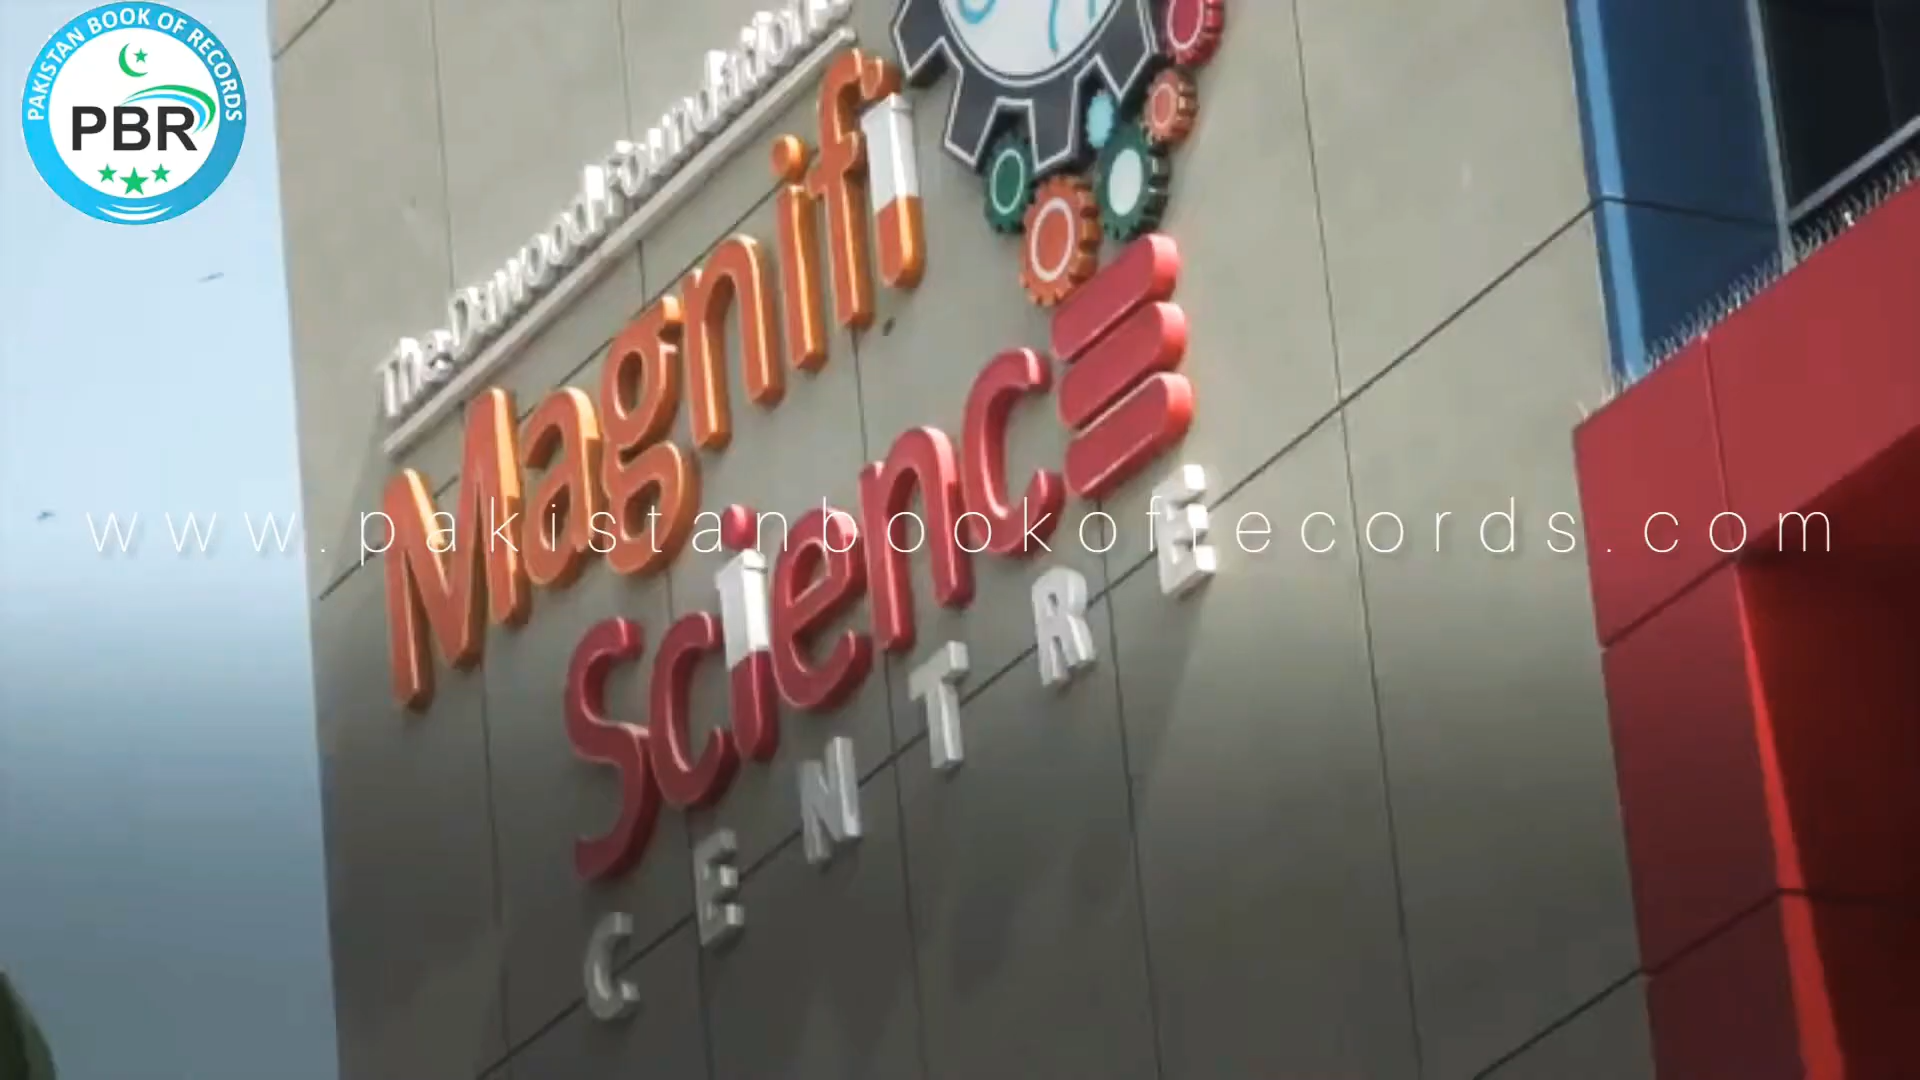 PAKISTAN BOOK OF RECORDS
PBR
The Dawood Foundation's
Magnifi
science
CENTRE
www.pakistanbookofrecords.com